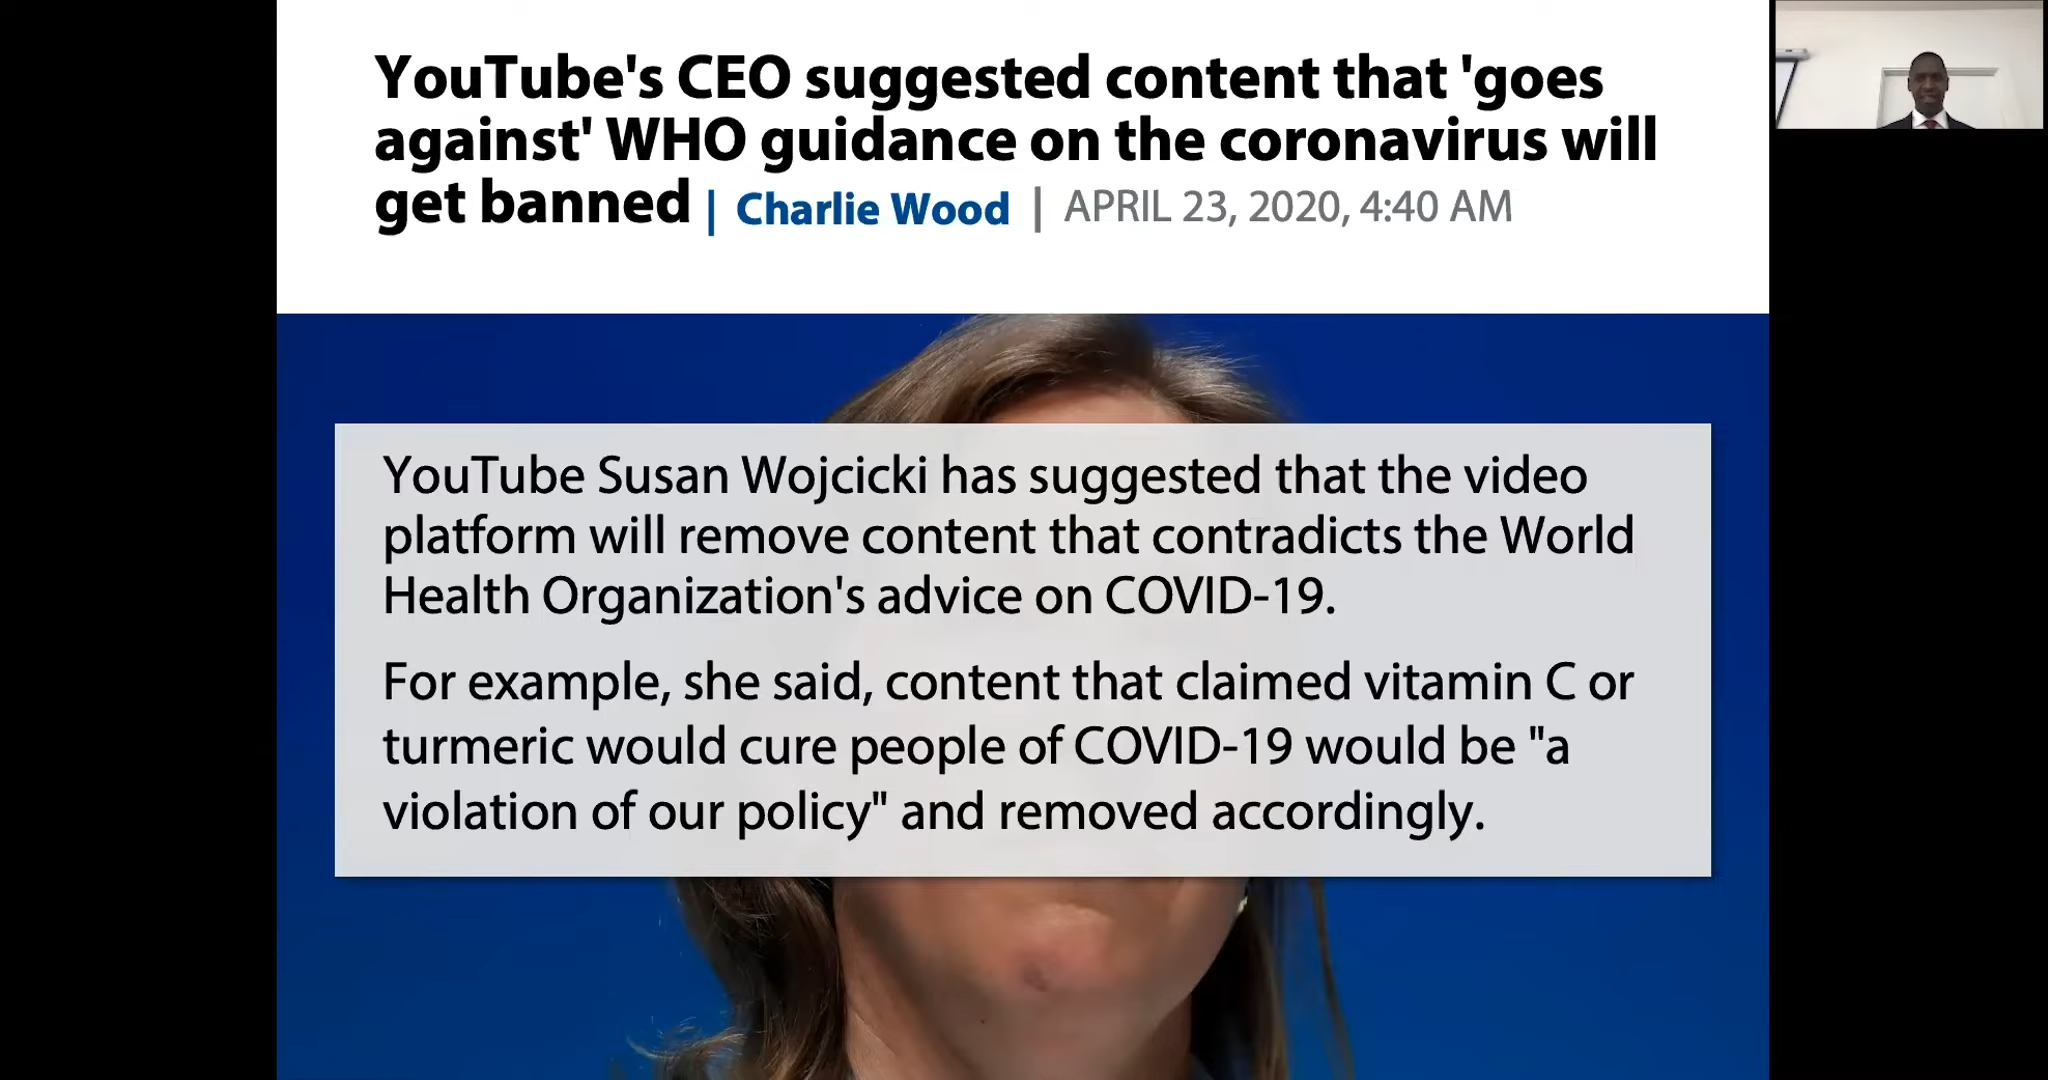 YouTube's CEO suggested content that 'goes
against' WHO guidance on the coronavirus will
get banned | Charlie Wood | APRIL 23, 2020, 4:40 AM
YouTube Susan Wojcicki has suggested that the video
platform will remove content that contradicts the World
Health Organization's advice on COVID-19.
For example, she said, content that claimed vitamin C or
turmeric would cure people of COVID-19 would be "a
violation of our policy" and removed accordingly.